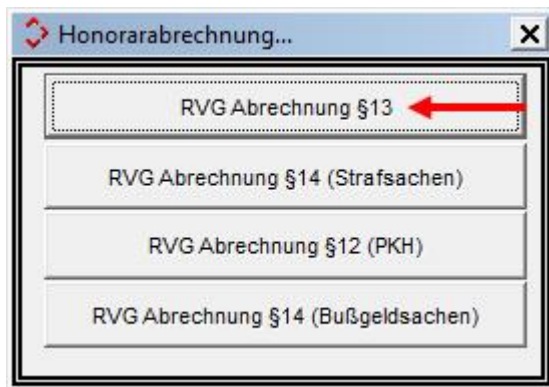 Honorarabrechnung...
RVG Abrechnung §13
RVG Abrechnung §14 (Strafsachen)
RVG Abrechnung §12 (PKH)
RVG Abrechnung §14 (Bußgeldsachen)